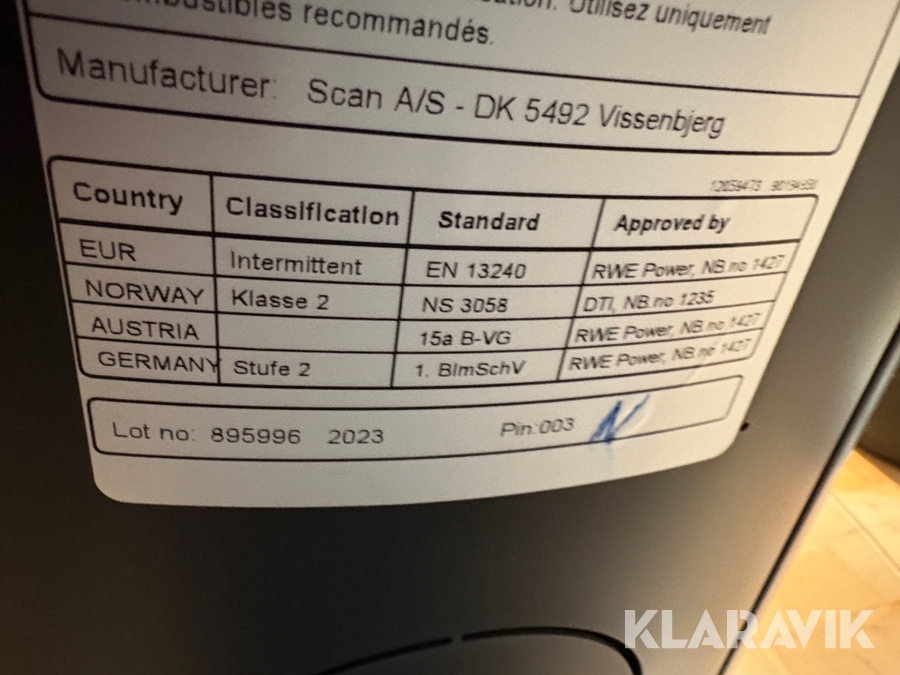 Utilisez uniquement
recommandés.
Manufacturer: Scan A/S - DK 5492 Vissenbjerg
Country Classification Standard Approved by
EUR Intermittent EN 13240 RWE Power, NB.no 1427
NORWAY Klasse 2 NS 3058 DTI, NB.no 1235
AUSTRIA 15a B-VG RWE Power, NB.no 1427
GERMANY Stufe 2 1. BImSchV RWE Power, NB.no 1427
Lot no: 895996 2023 Pin:003
KLARAVIK